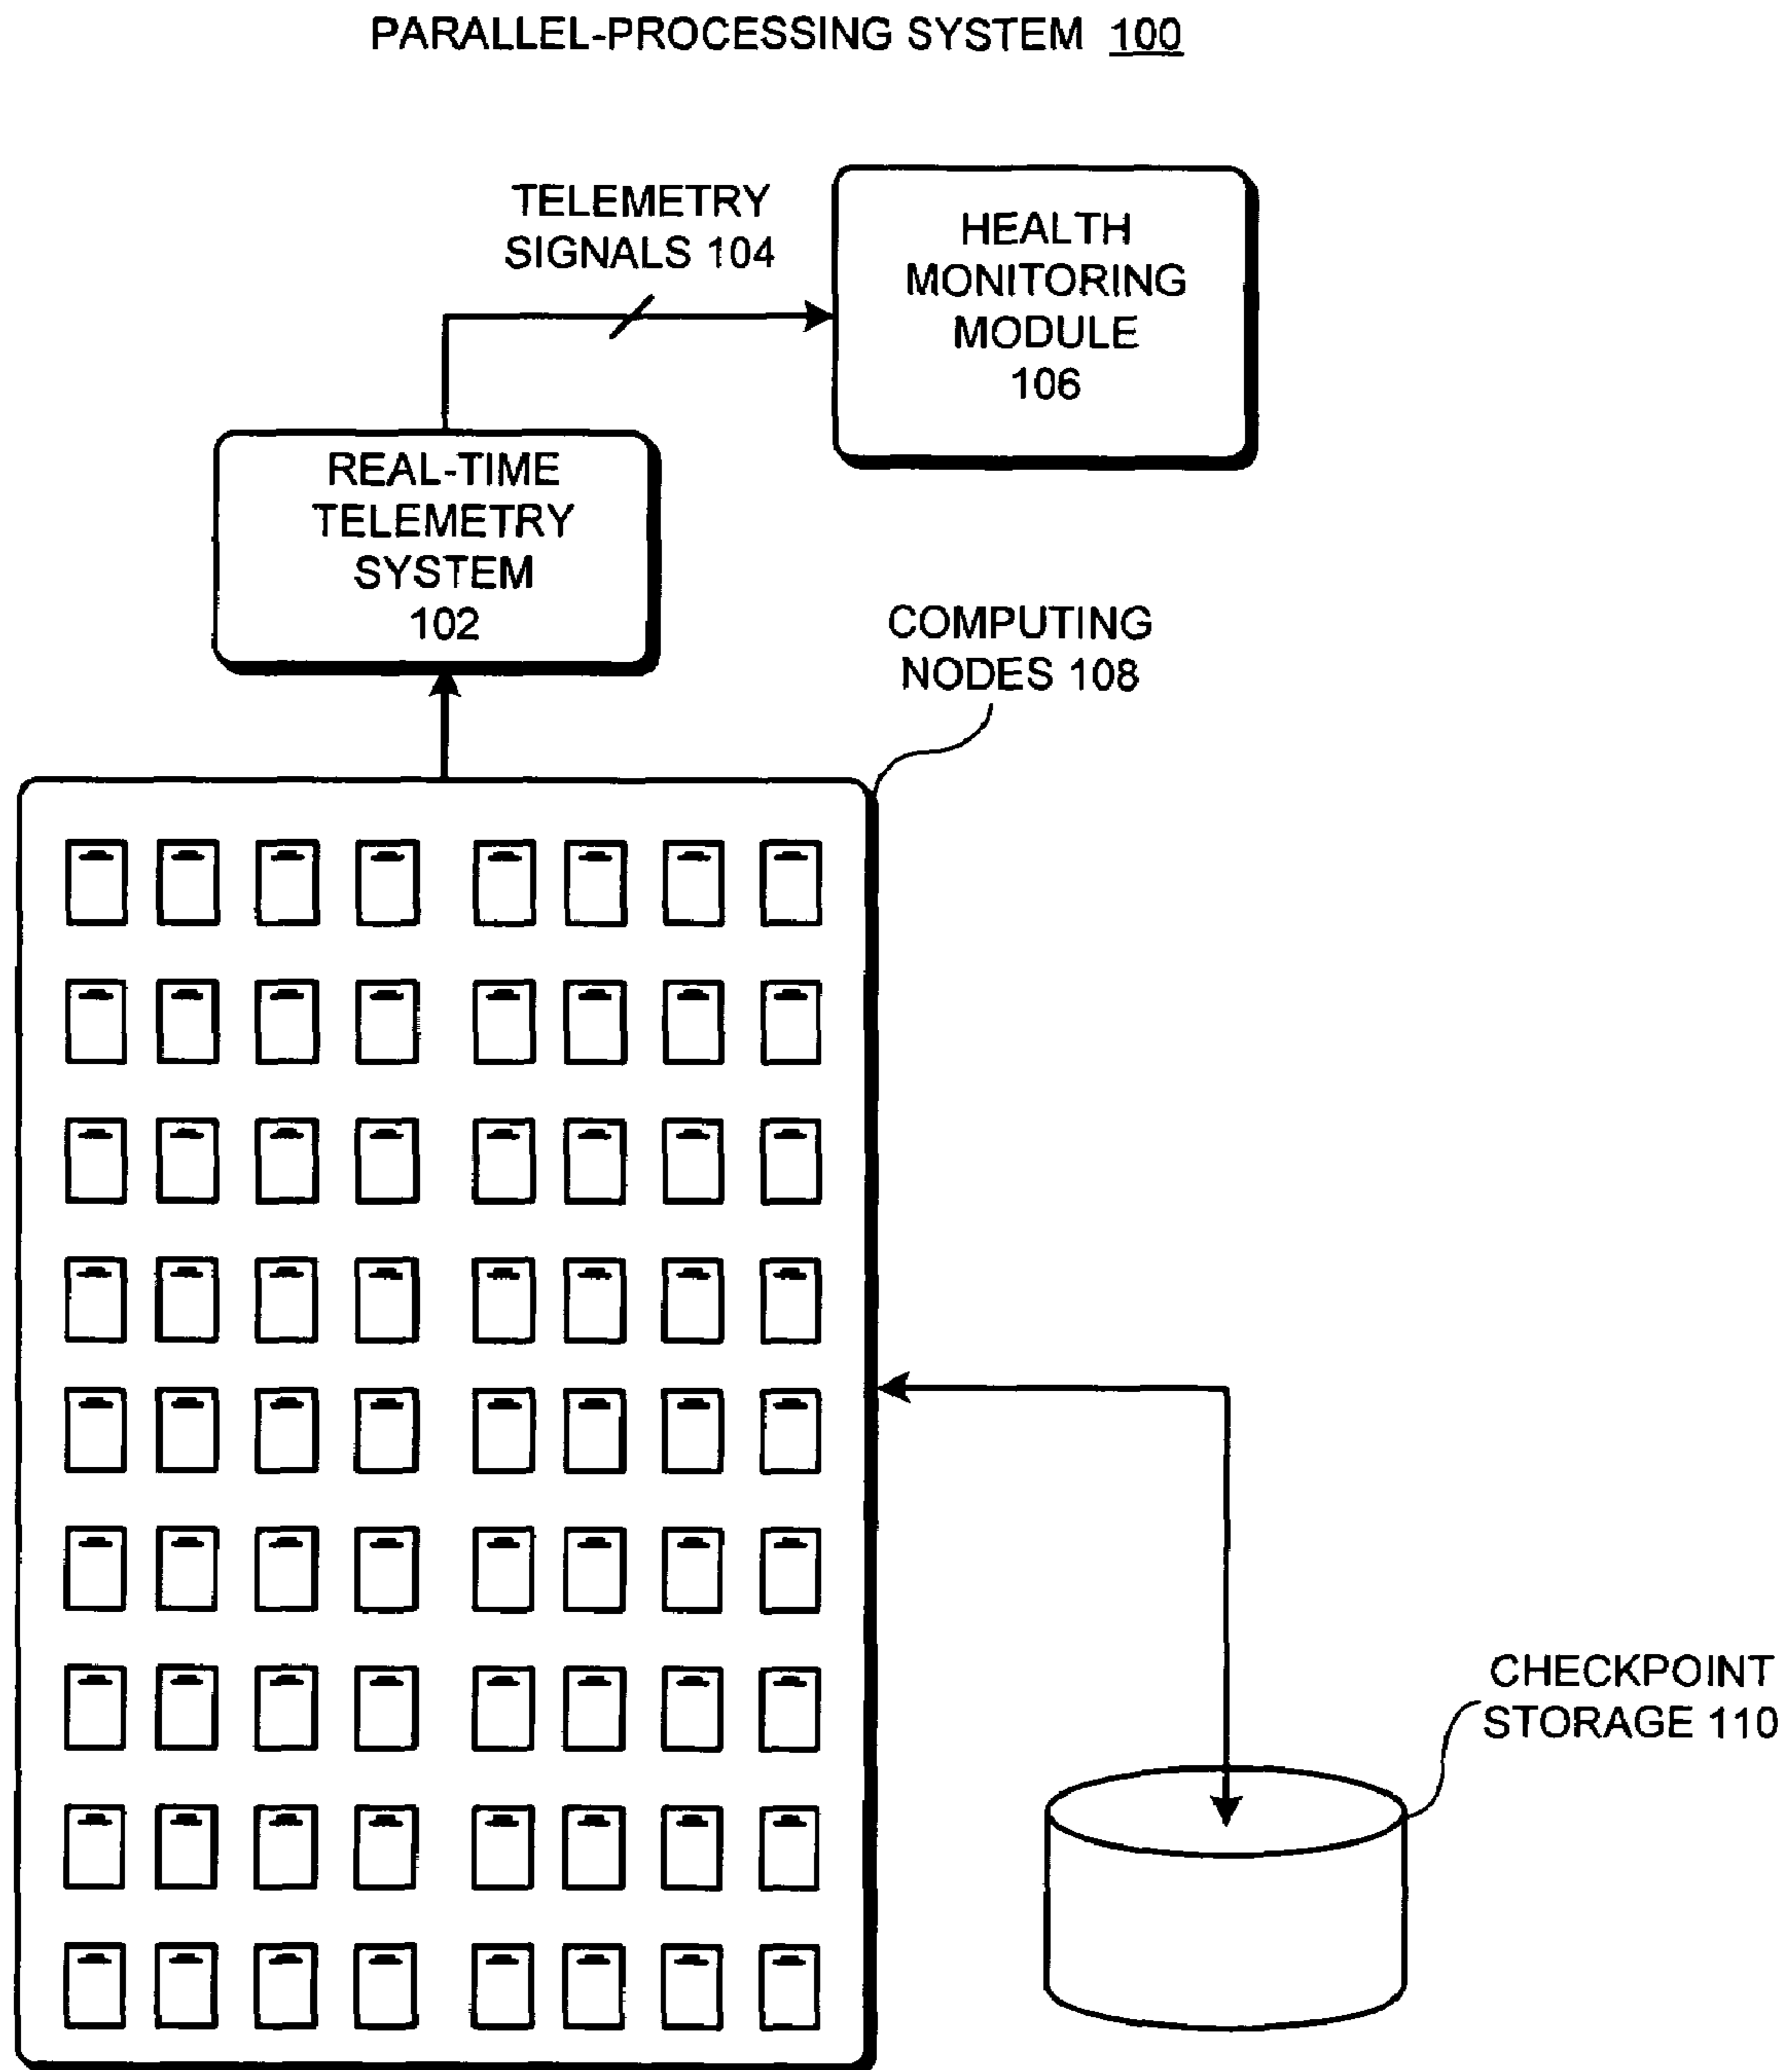 PARALLEL-PROCESSING SYSTEM 100
TELEMETRY
SIGNALS 104
HEALTH
MONITORING
MODULE
106
REAL-TIME
TELEMETRY
SYSTEM
102
COMPUTING
NODES 108
CHECKPOINT
STORAGE 110